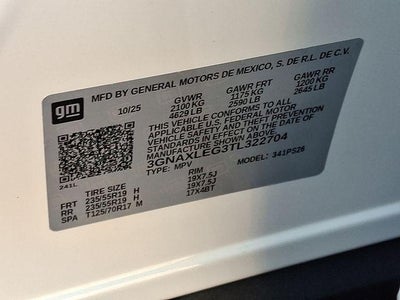 gm
MFD BY GENERAL MOTORS DE MEXICO, S. DE R.L. DE C.V.
10/25 GVWR GAWR FRT GAWR RR
2100 KG 1175 KG 1200 KG
4629 LB 2590 LB 2645 LB
THIS VEHICLE CONFORMS TO ALL
APPLICABLE U.S. FEDERAL MOTOR
VEHICLE SAFETY AND THEFT
PREVENTION STANDARDS IN EFFECT
ON THE DATE OF MANUFACTURE
SHOWN ABOVE.
3GNAXLEG3TL322704
TYPE: MPV MODEL: 341PS26
241L
TIRE SIZE RIM
FRT 235/55R19 H 19X7.5J
RR 235/55R19 H 19X7.5J
SP T125/70R17 M 17X4BT